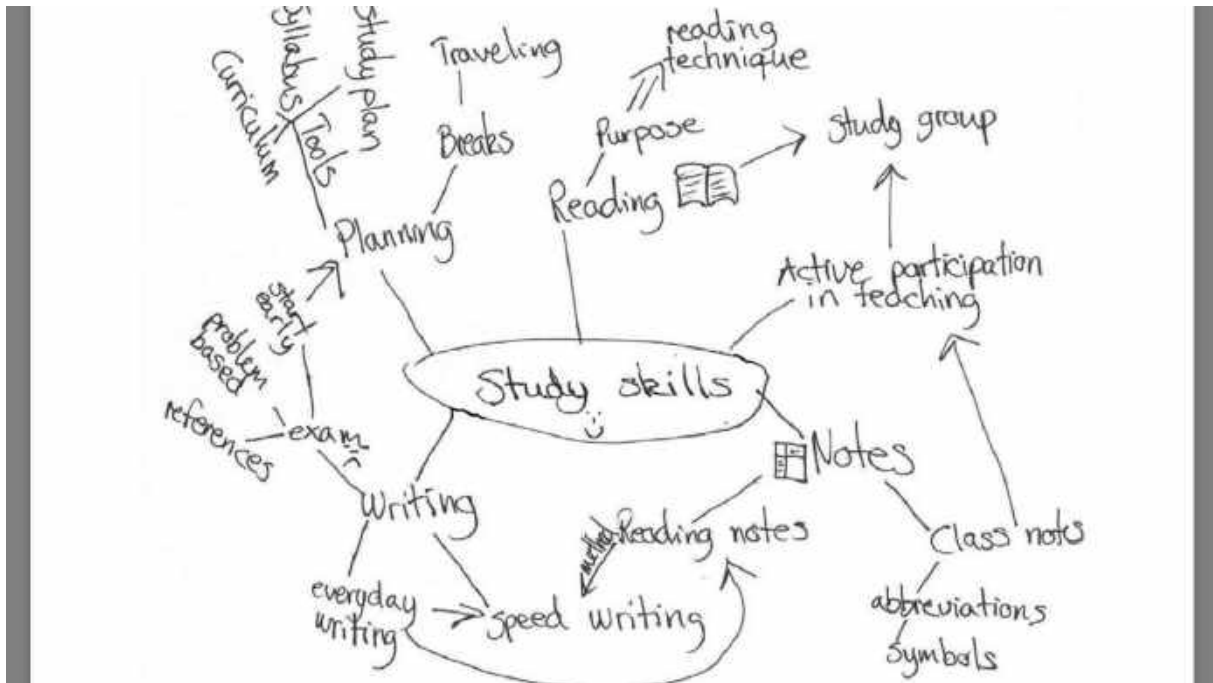 Study plan
Syllabus
Curriculum
Tools
Traveling
Breaks
Planning
reading
technique
Purpose
Reading
study group
Active participation
in teaching
Study skills
start
early
problem
based
references
exam
Writing
everyday
writing
speed writing
method
Reading notes
Notes
Class notes
abbreviations
symbols